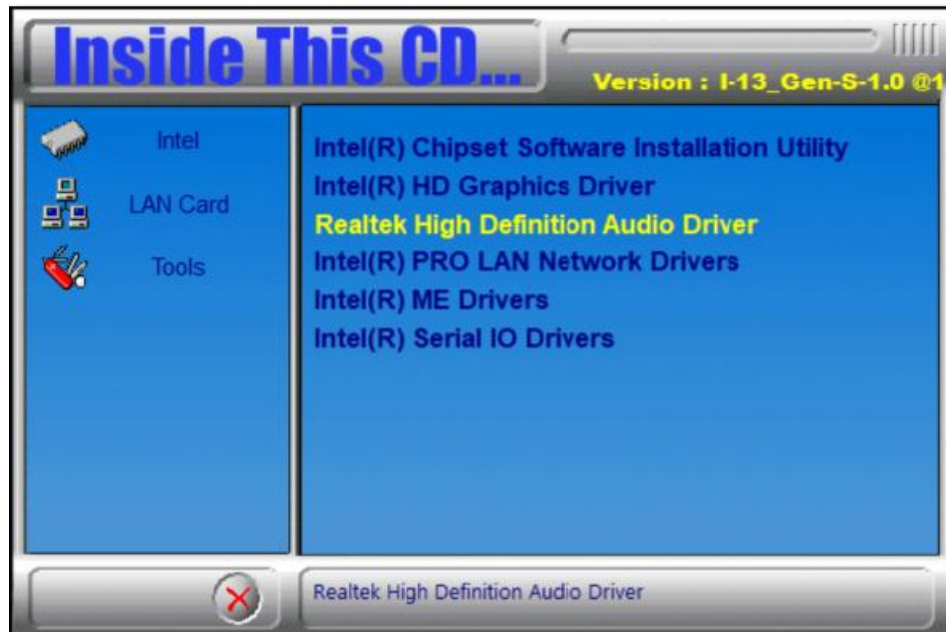 Inside This CD...
Version : I-13_Gen-S-1.0 @1
Intel
LAN Card
Tools
Intel(R) Chipset Software Installation Utility
Intel(R) HD Graphics Driver
Realtek High Definition Audio Driver
Intel(R) PRO LAN Network Drivers
Intel(R) ME Drivers
Intel(R) Serial IO Drivers
Realtek High Definition Audio Driver